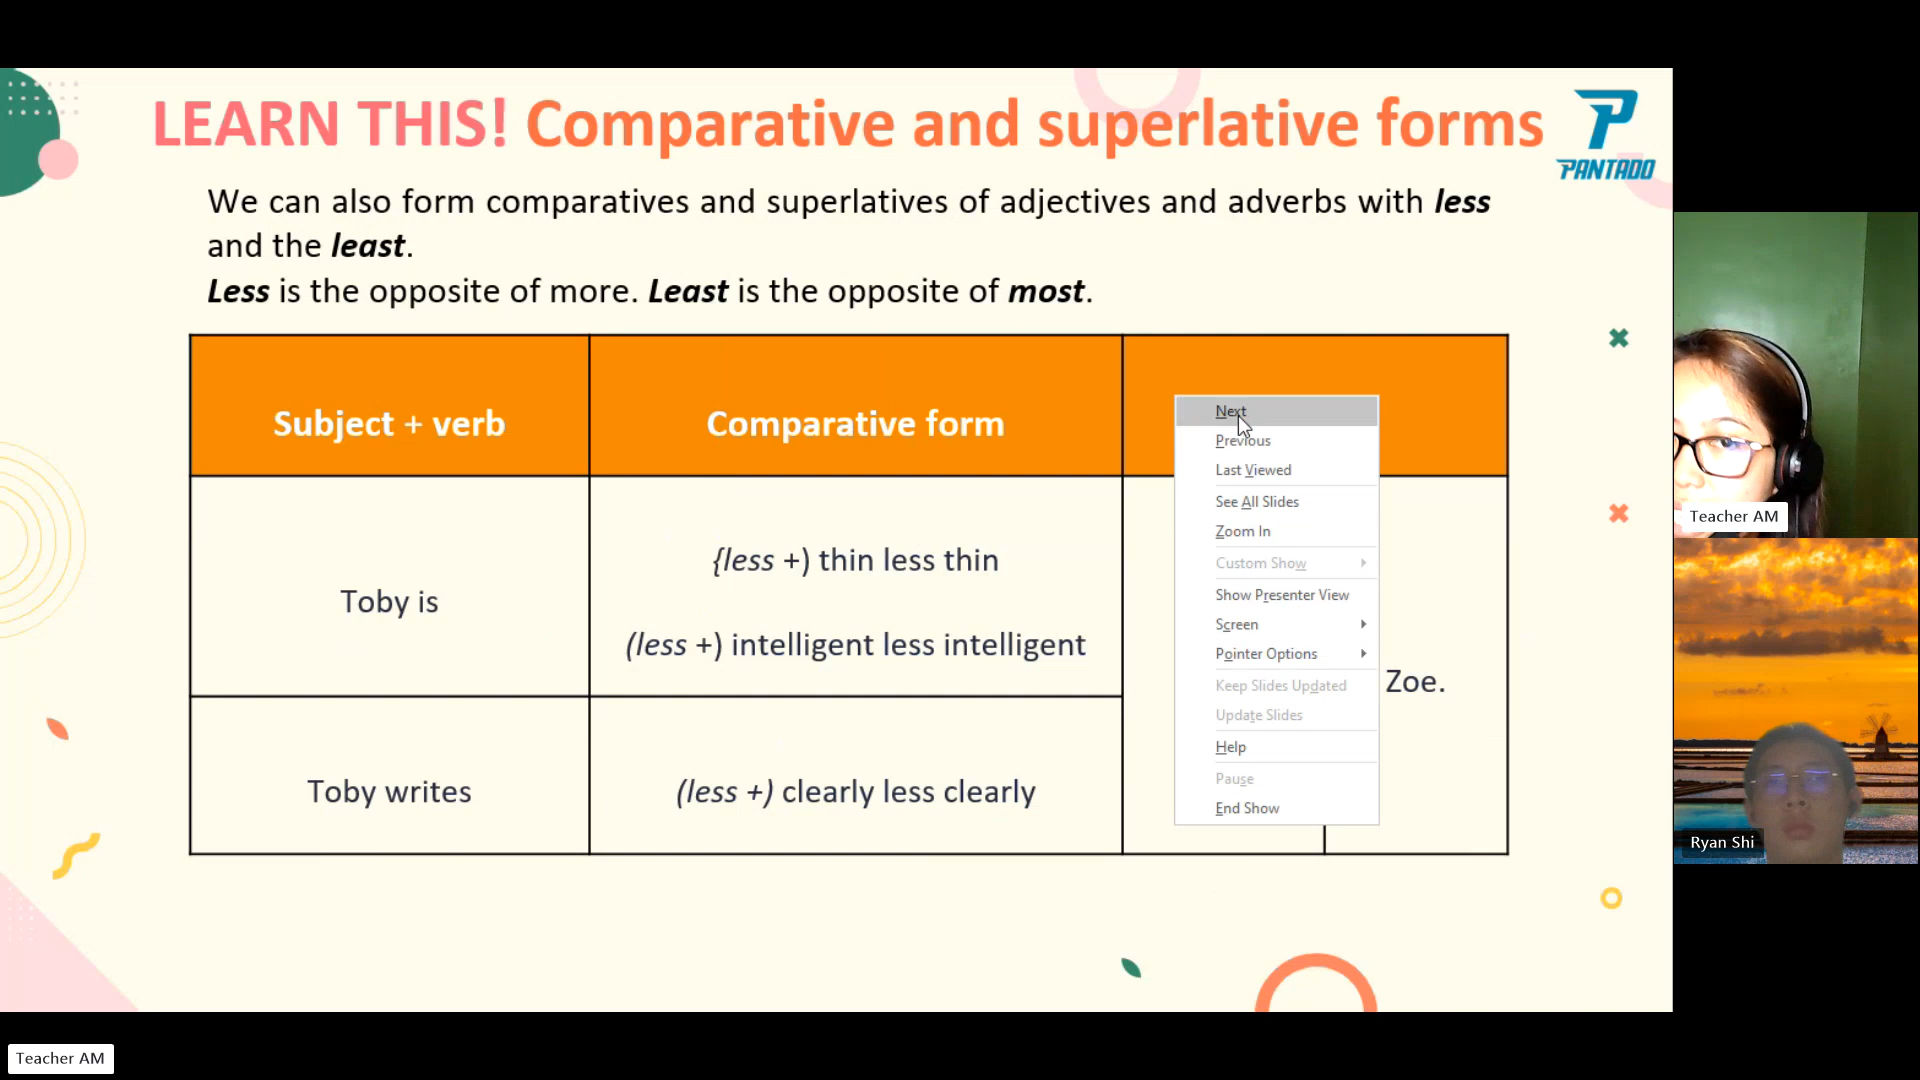 LEARN THIS! Comparative and superlative forms
PANTADO
We can also form comparatives and superlatives of adjectives and adverbs with less
and the least.
Less is the opposite of more. Least is the opposite of most.
Subject + verb
Comparative form
Toby is
{less +) thin less thin
(less +) intelligent less intelligent
Zoe.
Toby writes
(less +) clearly less clearly
Next
Previous
Last Viewed
See All Slides
Zoom In
Custom Show
Show Presenter View
Screen
Pointer Options
Keep Slides Updated
Update Slides
Help
Pause
End Show
Teacher AM
Ryan Shi
Teacher AM